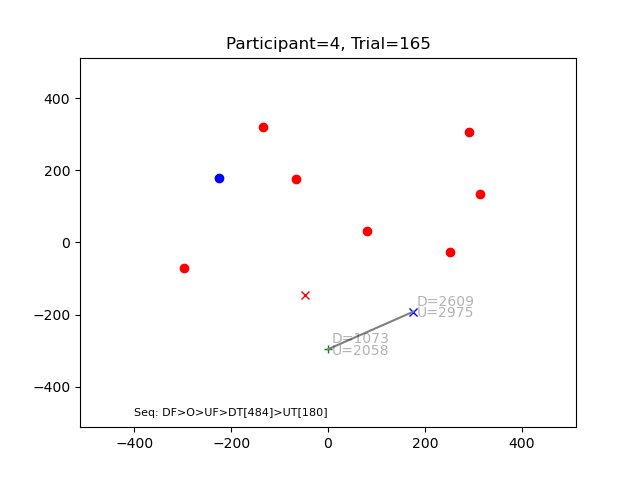 Participant=4, Trial=165
400
200
0
−200
−400
D=2609
U=2975
D=1073
U=2058
Seq: DF>O>UF>DT[484]>UT[180]
−400
−200
0
200
400